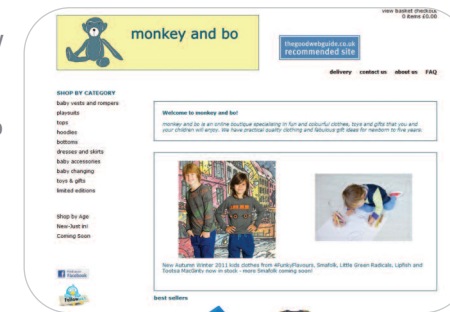 view basket checkout
0 items £0.00
monkey and bo
thegoodwebguide.co.uk
recommended site
delivery contact us about us FAQ
SHOP BY CATEGORY
baby vests and rompers
playsuits
tops
hoodies
bottoms
dresses and skirts
baby accessories
baby changing
toys & gifts
limited editions
Shop by Age
New-Just in!
Coming Soon
Welcome to monkey and bo!
monkey and bo is an online boutique specialising in fun and colourful clothes, toys and gifts that you and
your children will enjoy. We have practical quality clothing and fabulous gift ideas for newborn to five years.
New Autumn Winter 2011 kids clothes from 4FunkyFlavours, Smafolk, Little Green Radicals, Lipfish and
Tootsa MacGinty now in stock - more Smafolk coming soon!
Facebook
Follow
best sellers